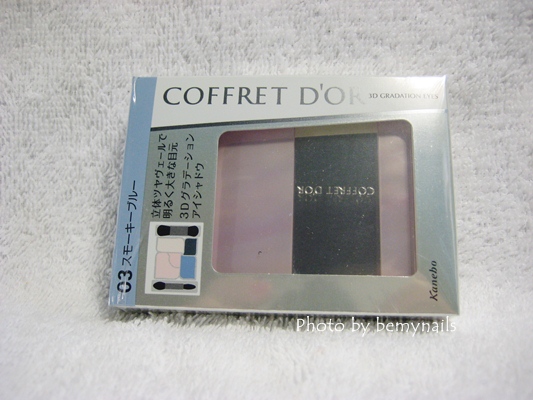 COFFRET D'OR
3D GRADATION EYES
立体ツヤヴェールで
明るく大きな目元
3Dグラデーション
アイシャドウ
03 スモーキーブルー
COFFRET D'OR
Kanebo
Photo by bemynails